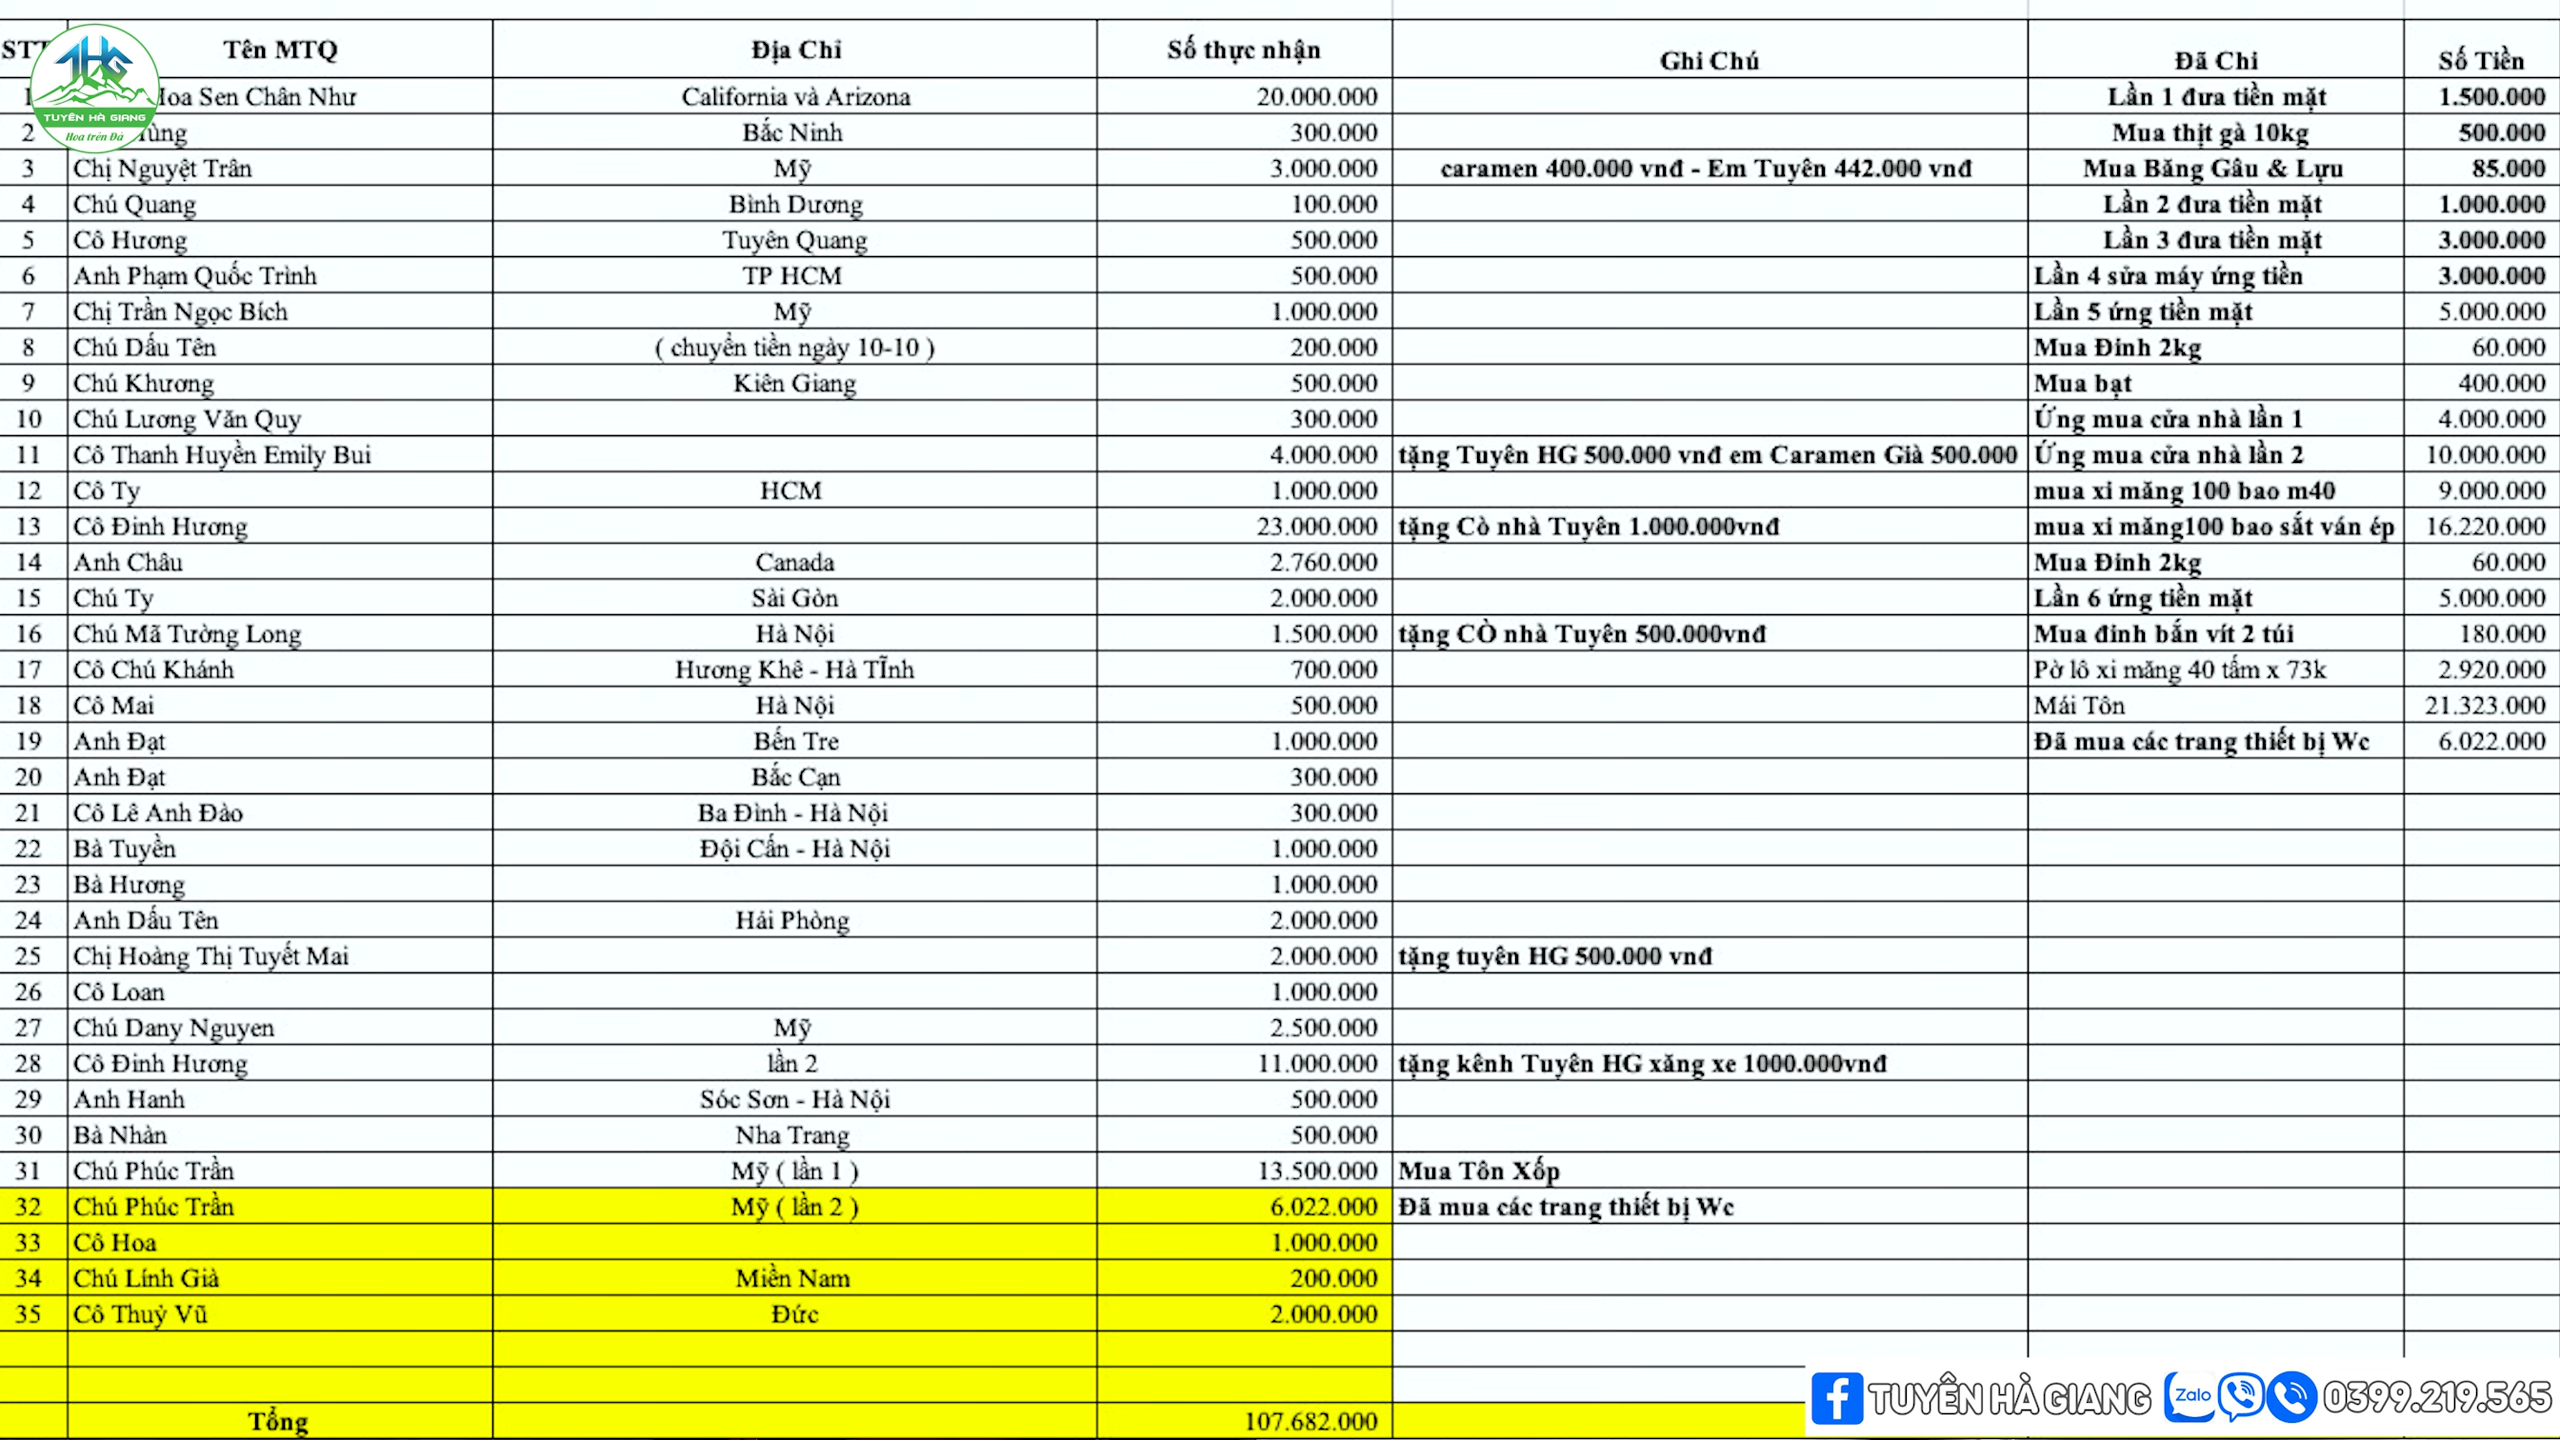 STT Tên MTQ Địa Chỉ Số thực nhận Ghi Chú Đã Chi Số Tiền
1 Hoa Sen Chân Như California và Arizona 20.000.000 Lần 1 đưa tiền mặt 1.500.000
2 Bắc Ninh 300.000 Mua thịt gà 10kg 500.000
3 Chị Nguyệt Trân Mỹ 3.000.000 caramen 400.000 vnđ - Em Tuyên 442.000 vnđ Mua Băng Gâu & Lựu 85.000
4 Chú Quang Bình Dương 100.000 Lần 2 đưa tiền mặt 1.000.000
5 Cô Hương Tuyên Quang 500.000 Lần 3 đưa tiền mặt 3.000.000
6 Anh Phạm Quốc Trình TP HCM 500.000 Lần 4 sửa máy ứng tiền 3.000.000
7 Chị Trần Ngọc Bích Mỹ 1.000.000 Lần 5 ứng tiền mặt 5.000.000
8 Chú Dấu Tên ( chuyển tiền ngày 10-10 ) 200.000 Mua Đinh 2kg 60.000
9 Chú Khương Kiên Giang 500.000 Mua bạt 400.000
10 Chú Lương Văn Quy 300.000 Ứng mua cửa nhà lần 1 4.000.000
11 Cô Thanh Huyền Emily Bui 4.000.000 tặng Tuyên HG 500.000 vnđ em Caramen Già 500.000 Ứng mua cửa nhà lần 2 10.000.000
12 Cô Ty HCM 1.000.000 mua xi măng 100 bao m40 9.000.000
13 Cô Đinh Hương 23.000.000 tặng Cò nhà Tuyên 1.000.000vnđ mua xi măng100 bao sắt ván ép 16.220.000
14 Anh Châu Canada 2.760.000 Mua Đinh 2kg 60.000
15 Chú Ty Sài Gòn 2.000.000 Lần 6 ứng tiền mặt 5.000.000
16 Chú Mã Tường Long Hà Nội 1.500.000 tặng CÒ nhà Tuyên 500.000vnđ Mua đinh bắn vít 2 túi 180.000
17 Cô Chú Khánh Hương Khê - Hà TĨnh 700.000 Pờ lô xi măng 40 tấm x 73k 2.920.000
18 Cô Mai Hà Nội 500.000 Mái Tôn 21.323.000
19 Anh Đạt Bến Tre 1.000.000 Đã mua các trang thiết bị Wc 6.022.000
20 Anh Đạt Bắc Cạn 300.000
21 Cô Lê Anh Đào Ba Đình - Hà Nội 300.000
22 Bà Tuyền Đội Cấn - Hà Nội 1.000.000
23 Bà Hương 1.000.000
24 Anh Dấu Tên Hải Phòng 2.000.000
25 Chị Hoàng Thị Tuyết Mai 2.000.000 tặng tuyên HG 500.000 vnđ
26 Cô Loan 1.000.000
27 Chú Dany Nguyen Mỹ 2.500.000
28 Cô Đinh Hương lần 2 11.000.000 tặng kênh Tuyên HG xăng xe 1000.000vnđ
29 Anh Hanh Sóc Sơn - Hà Nội 500.000
30 Bà Nhàn Nha Trang 500.000
31 Chú Phúc Trần Mỹ ( lần 1 ) 13.500.000 Mua Tôn Xốp
32 Chú Phúc Trần Mỹ ( lần 2 ) 6.022.000 Đã mua các trang thiết bị Wc
33 Cô Hoa 1.000.000
34 Chú Lính Già Miền Nam 200.000
35 Cô Thuỷ Vũ Đức 2.000.000
Tổng 107.682.000
THG
TUYÊN HÀ GIANG
Hoa trên Đá
TUYÊN HÀ GIANG Zalo 0399.219.565